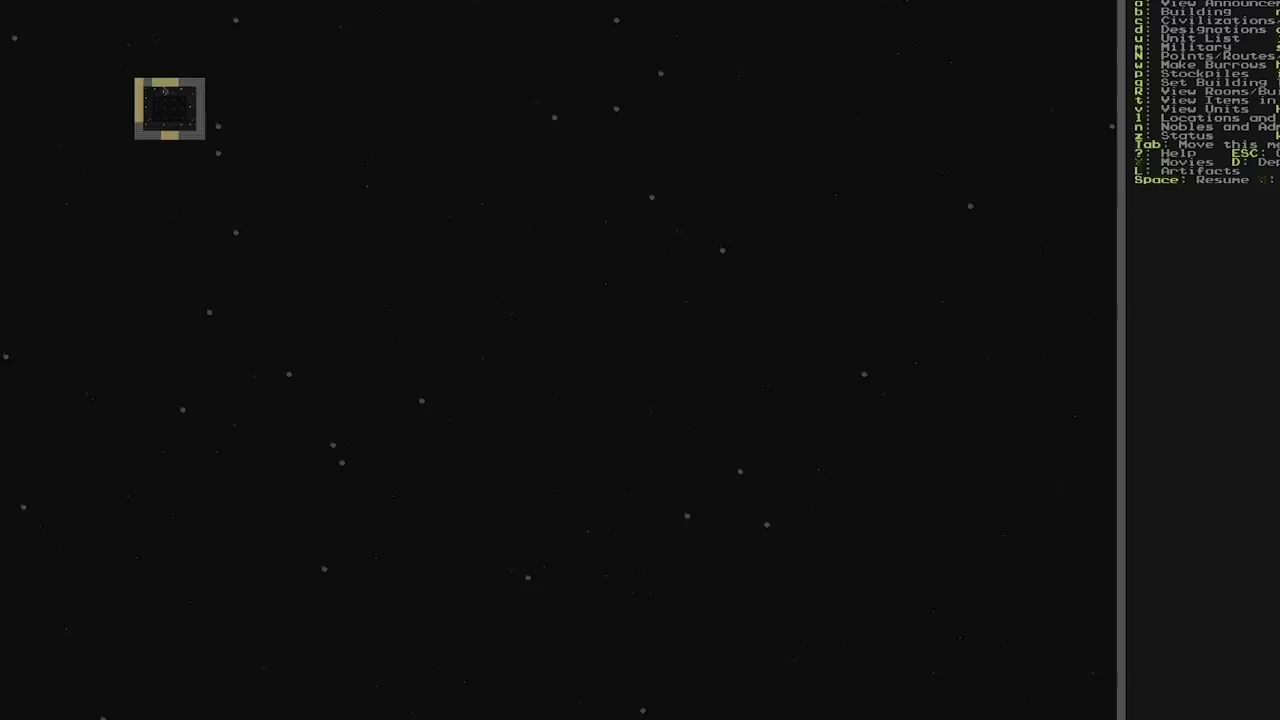 a: View Announce
b: Building
c: Civilizations
d: Designations
u: Unit List
m: Military
N: Points/Routes
w: Make Burrows
p: Stockpiles
q: Set Building
R: View Rooms/Bu
t: View Items in
v: View Units
l: Locations and
n: Nobles and Ad
z: Status
Tab: Move this me
?: Help ESC:
: Movies D: Dep
L: Artifacts
Space: Resume